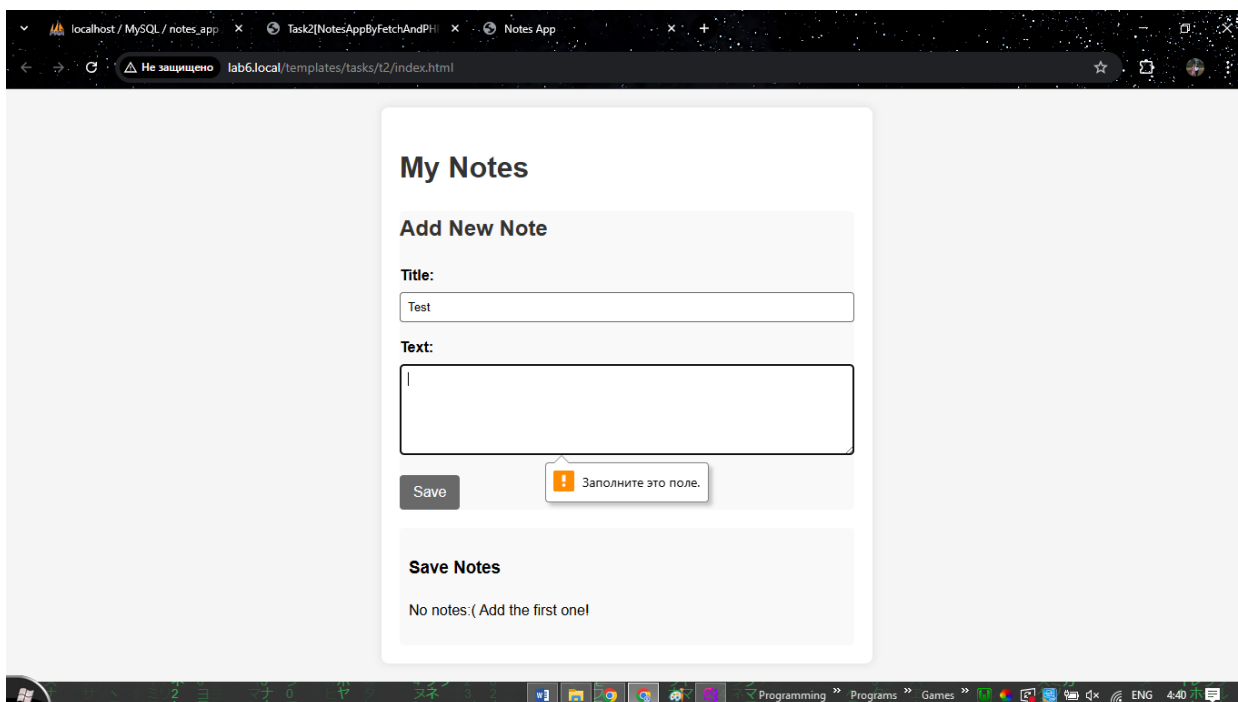 localhost / MySQL / notes_app
Task2[NotesAppByFetchAndPH
Notes App
Не защищено lab6.local/templates/tasks/t2/index.html
My Notes
Add New Note
Title:
Test
Text:
Заполните это поле.
Save
Save Notes
No notes:( Add the first one!
Programming » Programs » Games » ENG 4:40